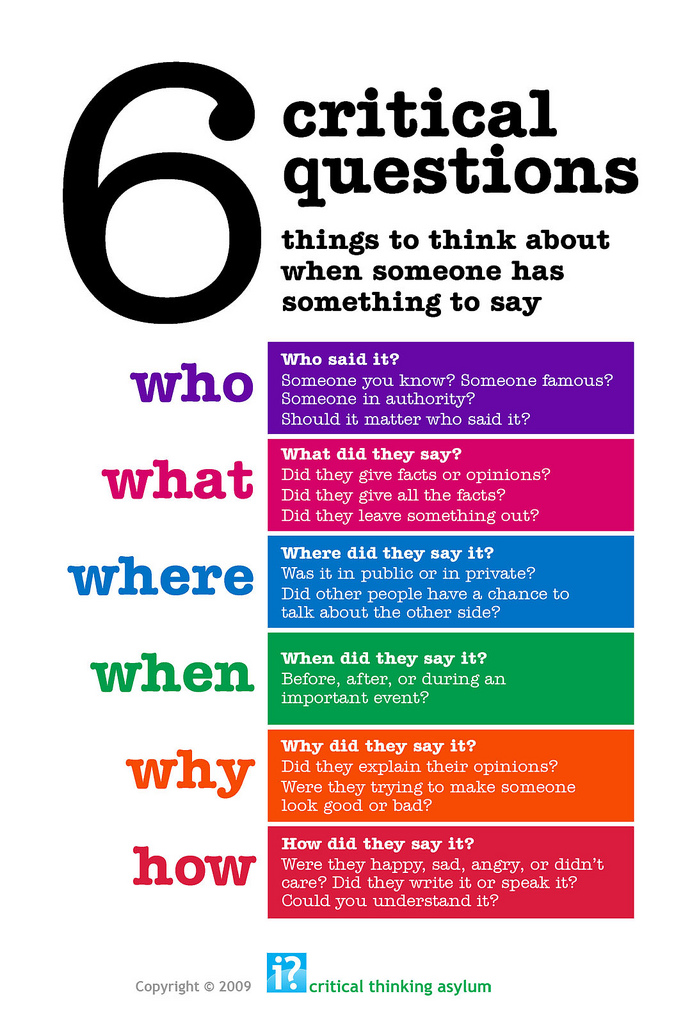 6
critical
questions
things to think about
when someone has
something to say
who
Who said it?
Someone you know? Someone famous?
Someone in authority?
Should it matter who said it?
what
What did they say?
Did they give facts or opinions?
Did they give all the facts?
Did they leave something out?
where
Where did they say it?
Was it in public or in private?
Did other people have a chance to
talk about the other side?
when
When did they say it?
Before, after, or during an
important event?
why
Why did they say it?
Did they explain their opinions?
Were they trying to make someone
look good or bad?
how
How did they say it?
Were they happy, sad, angry, or didn't
care? Did they write it or speak it?
Could you understand it?
Copyright © 2009 i? critical thinking asylum